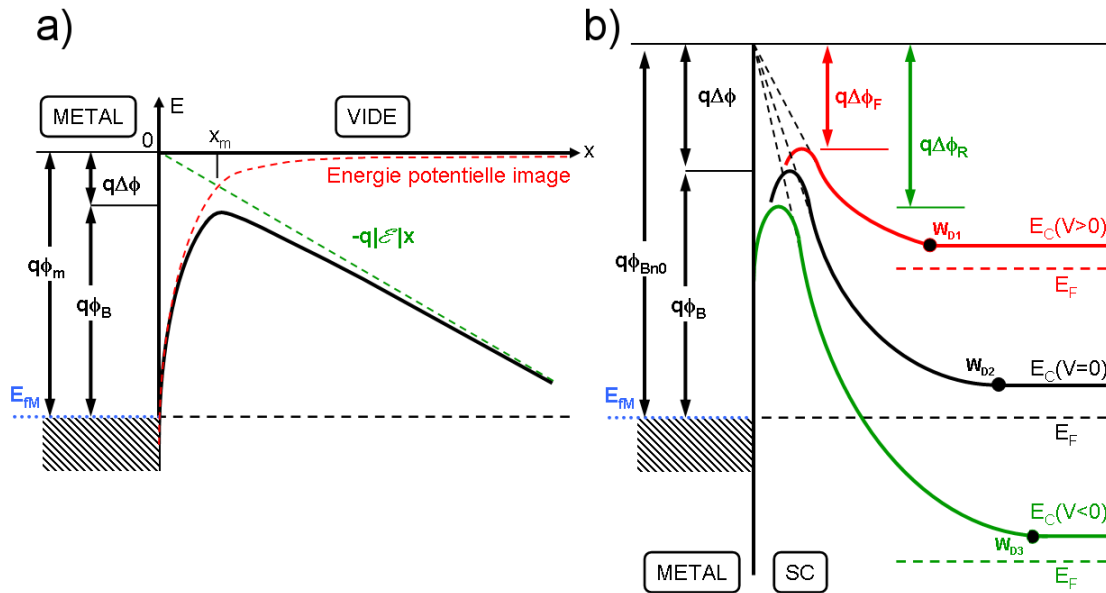 a)
METAL
E
0
x_m
VIDE
x
Energie potentielle image
qΔϕ
-q|ℰ|x
qϕ_m
qϕ_B
E_fM
b)
qΔϕ
qΔϕ_F
qΔϕ_R
W_D1
E_C(V>0)
E_F
qϕ_Bn0
qϕ_B
W_D2
E_C(V=0)
E_fM
E_F
E_C(V<0)
W_D3
METAL
SC
E_F